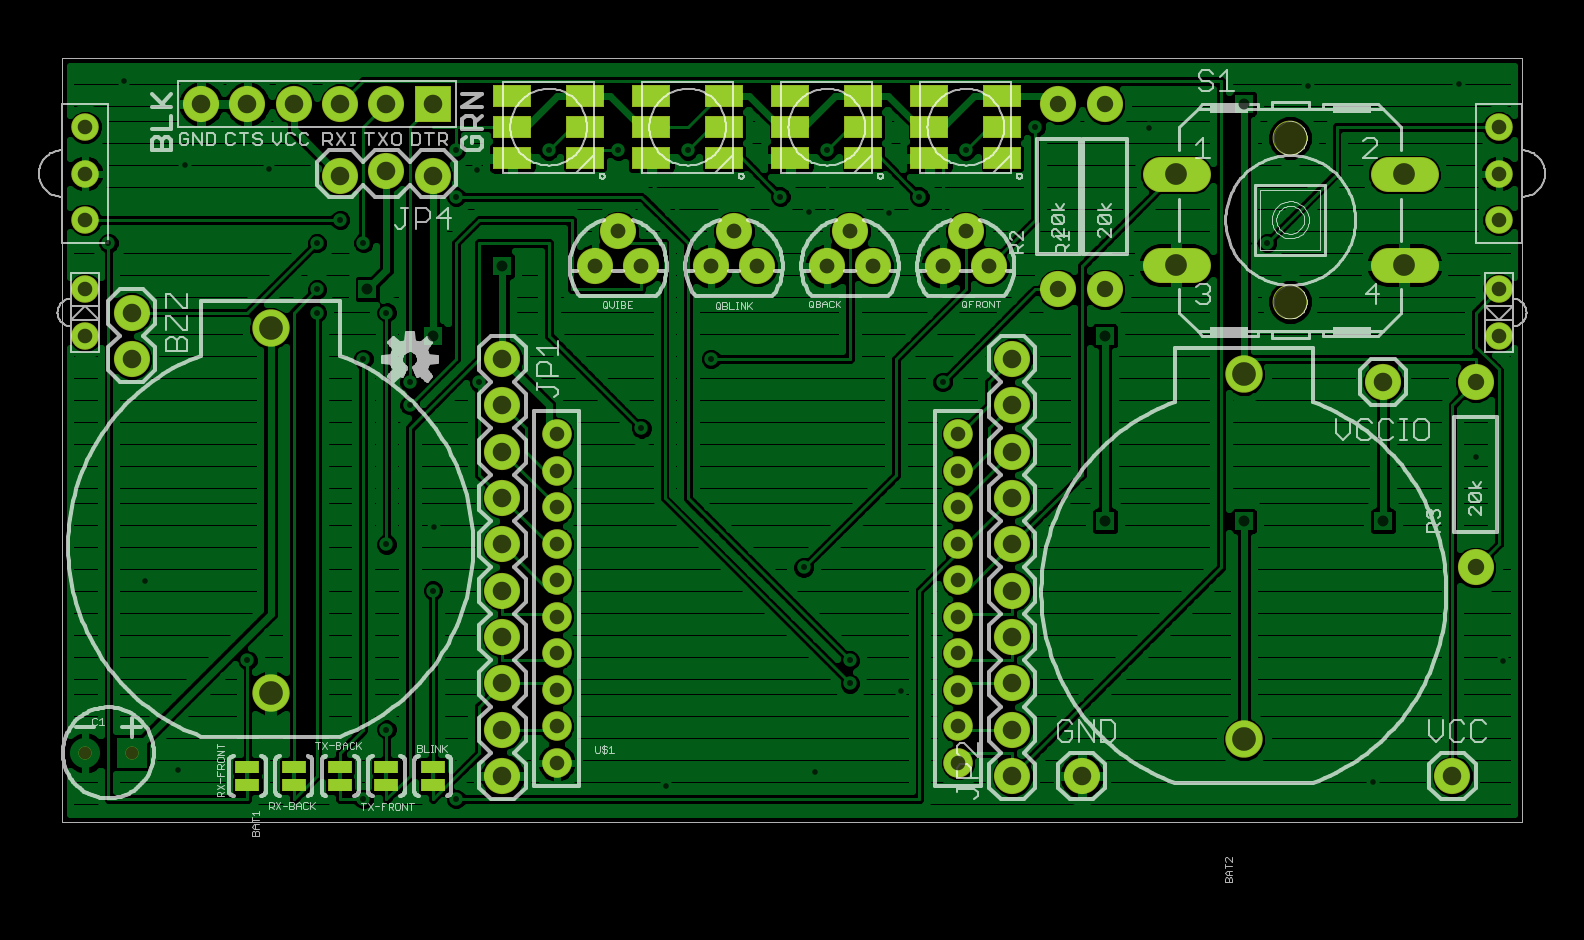 BLK
GND CTS VCC RXI TXO DTR
GRN
S1
1
2
3
4
JP4
BZZ
QVIBE
QBLINK
QBACK
QFRONT
R2
20k
R1
20k
JP1
VCCIO
R3
20k
C1
- +
U$1
JP2
GND
VCC
RX-FRONT
RX-BACK
TX-BACK
TX-FRONT
BLINK
BAT1
BAT2